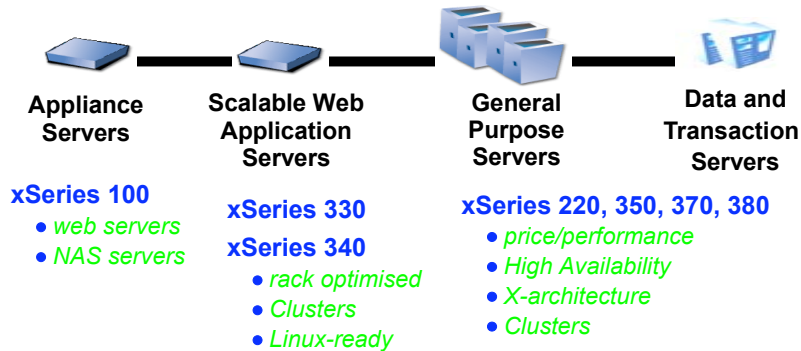 Appliance
Servers
Scalable Web
Application
Servers
General
Purpose
Servers
Data and
Transaction
Servers
xSeries 100
• web servers
• NAS servers
xSeries 330
xSeries 340
• rack optimised
• Clusters
• Linux-ready
xSeries 220, 350, 370, 380
• price/performance
• High Availability
• X-architecture
• Clusters